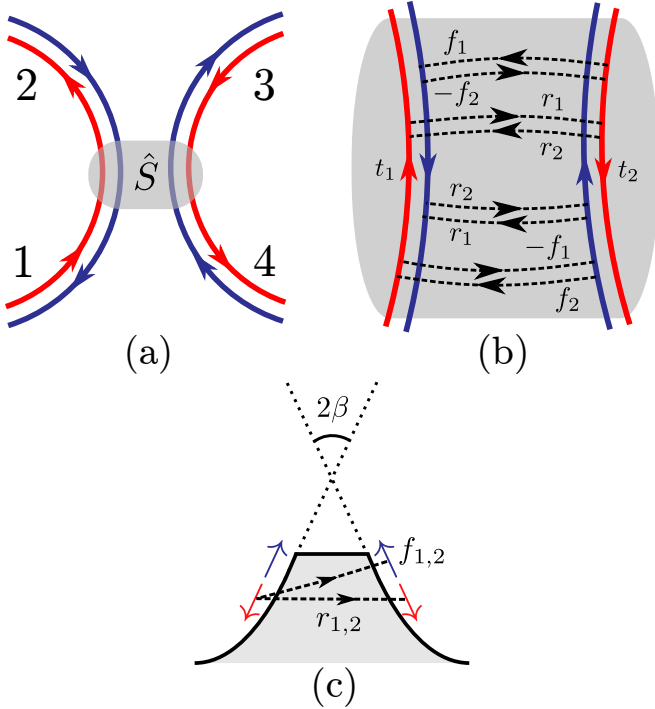 2
3
Ŝ
1
4
(a)
f₁
−f₂
r₁
r₂
t₁
t₂
r₂
r₁
−f₁
f₂
(b)
2β
f₁,₂
r₁,₂
(c)